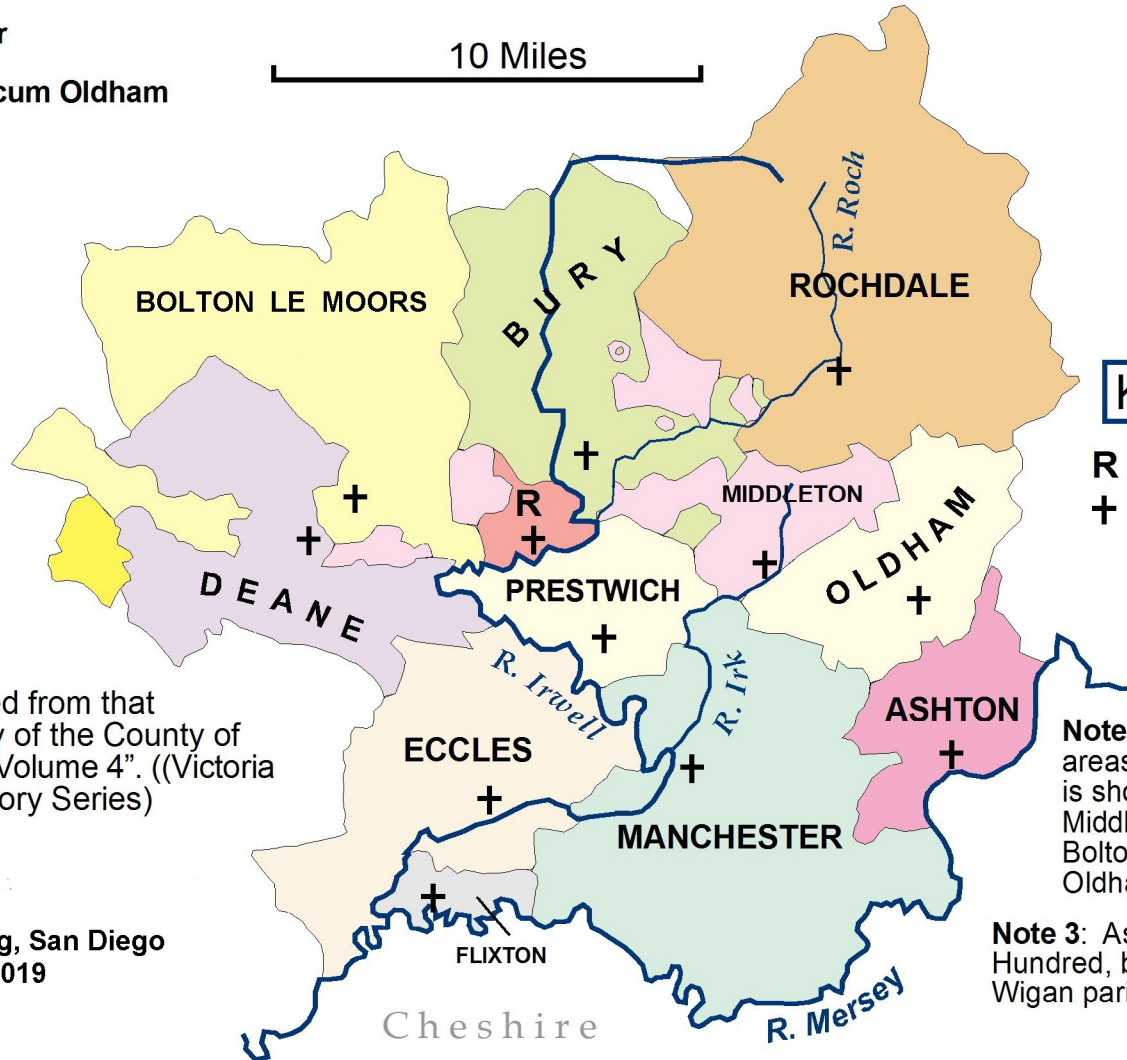 10 Miles
cum Oldham
R. Roch
BURY
BOLTON LE MOORS
ROCHDALE
R
R
MIDDLETON
OLDHAM
DEANE
PRESTWICH
R. Irwell
R. Irk
ed from that
y of the County of
Volume 4”. ((Victoria
ory Series)
ASHTON
ECCLES
Note
areas
is sho
Middl
Bolto
Oldha
MANCHESTER
g, San Diego
019
FLIXTON
Note 3: As
Hundred, b
Wigan pari
Cheshire
R. Mersey